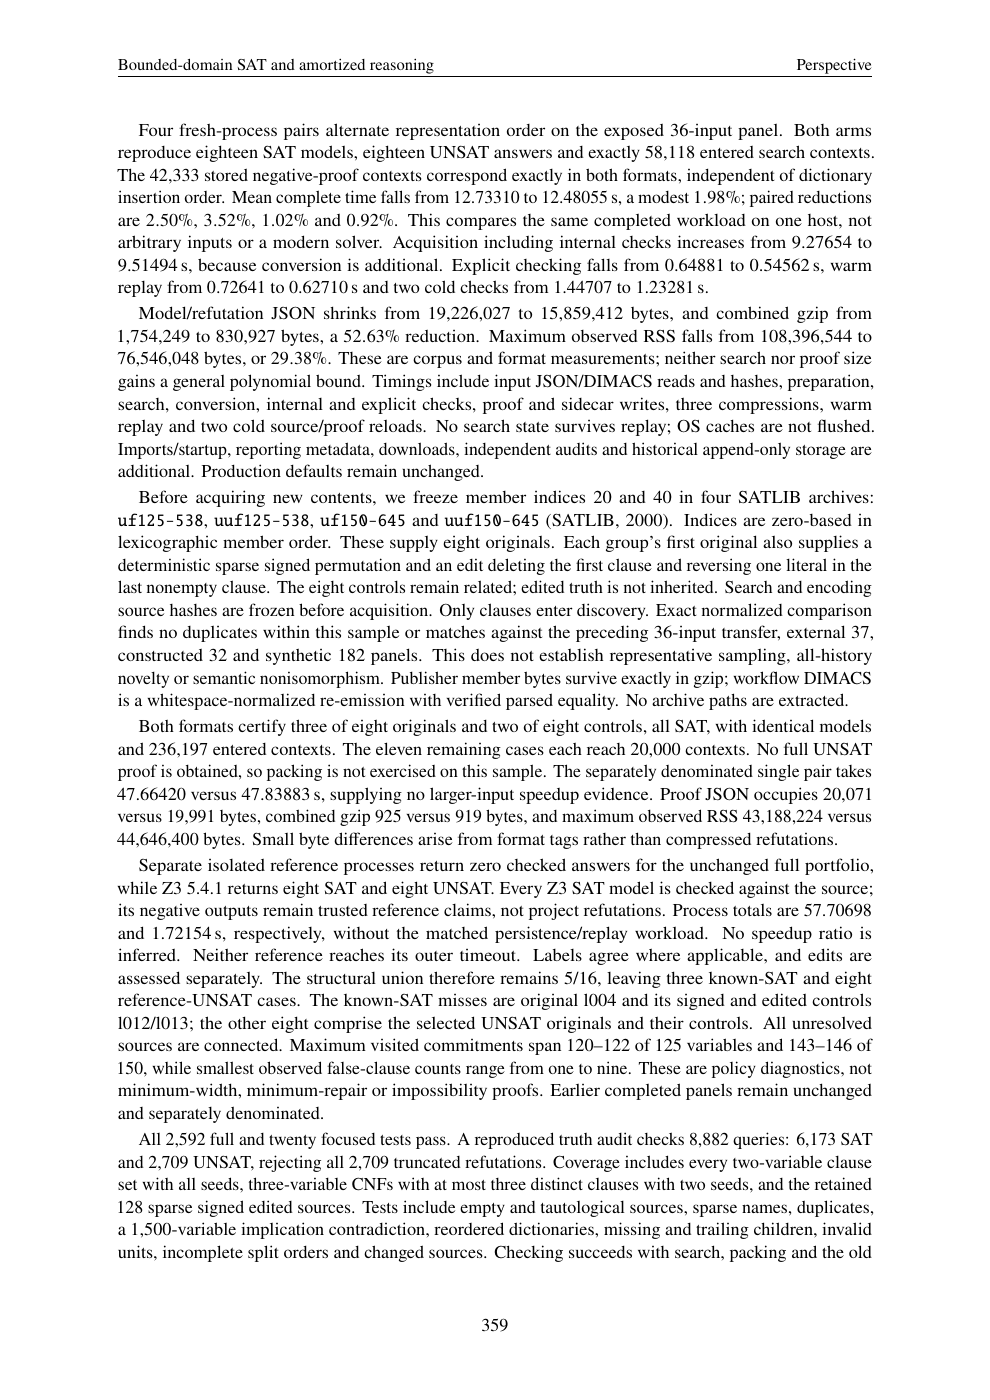 Bounded-domain SAT and amortized reasoning Perspective
Four fresh-process pairs alternate representation order on the exposed 36-input panel. Both arms
reproduce eighteen SAT models, eighteen UNSAT answers and exactly 58,118 entered search contexts.
The 42,333 stored negative-proof contexts correspond exactly in both formats, independent of dictionary
insertion order. Mean complete time falls from 12.73310 to 12.48055 s, a modest 1.98%; paired reductions
are 2.50%, 3.52%, 1.02% and 0.92%. This compares the same completed workload on one host, not
arbitrary inputs or a modern solver. Acquisition including internal checks increases from 9.27654 to
9.51494 s, because conversion is additional. Explicit checking falls from 0.64881 to 0.54562 s, warm
replay from 0.72641 to 0.62710 s and two cold checks from 1.44707 to 1.23281 s.
Model/refutation JSON shrinks from 19,226,027 to 15,859,412 bytes, and combined gzip from
1,754,249 to 830,927 bytes, a 52.63% reduction. Maximum observed RSS falls from 108,396,544 to
76,546,048 bytes, or 29.38%. These are corpus and format measurements; neither search nor proof size
gains a general polynomial bound. Timings include input JSON/DIMACS reads and hashes, preparation,
search, conversion, internal and explicit checks, proof and sidecar writes, three compressions, warm
replay and two cold source/proof reloads. No search state survives replay; OS caches are not flushed.
Imports/startup, reporting metadata, downloads, independent audits and historical append-only storage are
additional. Production defaults remain unchanged.
Before acquiring new contents, we freeze member indices 20 and 40 in four SATLIB archives:
uf125-538, uuf125-538, uf150-645 and uuf150-645 (SATLIB, 2000). Indices are zero-based in
lexicographic member order. These supply eight originals. Each group's first original also supplies a
deterministic sparse signed permutation and an edit deleting the first clause and reversing one literal in the
last nonempty clause. The eight controls remain related; edited truth is not inherited. Search and encoding
source hashes are frozen before acquisition. Only clauses enter discovery. Exact normalized comparison
finds no duplicates within this sample or matches against the preceding 36-input transfer, external 37,
constructed 32 and synthetic 182 panels. This does not establish representative sampling, all-history
novelty or semantic nonisomorphism. Publisher member bytes survive exactly in gzip; workflow DIMACS
is a whitespace-normalized re-emission with verified parsed equality. No archive paths are extracted.
Both formats certify three of eight originals and two of eight controls, all SAT, with identical models
and 236,197 entered contexts. The eleven remaining cases each reach 20,000 contexts. No full UNSAT
proof is obtained, so packing is not exercised on this sample. The separately denominated single pair takes
47.66420 versus 47.83883 s, supplying no larger-input speedup evidence. Proof JSON occupies 20,071
versus 19,991 bytes, combined gzip 925 versus 919 bytes, and maximum observed RSS 43,188,224 versus
44,646,400 bytes. Small byte differences arise from format tags rather than compressed refutations.
Separate isolated reference processes return zero checked answers for the unchanged full portfolio,
while Z3 5.4.1 returns eight SAT and eight UNSAT. Every Z3 SAT model is checked against the source;
its negative outputs remain trusted reference claims, not project refutations. Process totals are 57.70698
and 1.72154 s, respectively, without the matched persistence/replay workload. No speedup ratio is
inferred. Neither reference reaches its outer timeout. Labels agree where applicable, and edits are
assessed separately. The structural union therefore remains 5/16, leaving three known-SAT and eight
reference-UNSAT cases. The known-SAT misses are original l004 and its signed and edited controls
l012/l013; the other eight comprise the selected UNSAT originals and their controls. All unresolved
sources are connected. Maximum visited commitments span 120–122 of 125 variables and 143–146 of
150, while smallest observed false-clause counts range from one to nine. These are policy diagnostics, not
minimum-width, minimum-repair or impossibility proofs. Earlier completed panels remain unchanged
and separately denominated.
All 2,592 full and twenty focused tests pass. A reproduced truth audit checks 8,882 queries: 6,173 SAT
and 2,709 UNSAT, rejecting all 2,709 truncated refutations. Coverage includes every two-variable clause
set with all seeds, three-variable CNFs with at most three distinct clauses with two seeds, and the retained
128 sparse signed edited sources. Tests include empty and tautological sources, sparse names, duplicates,
a 1,500-variable implication contradiction, reordered dictionaries, missing and trailing children, invalid
units, incomplete split orders and changed sources. Checking succeeds with search, packing and the old
359